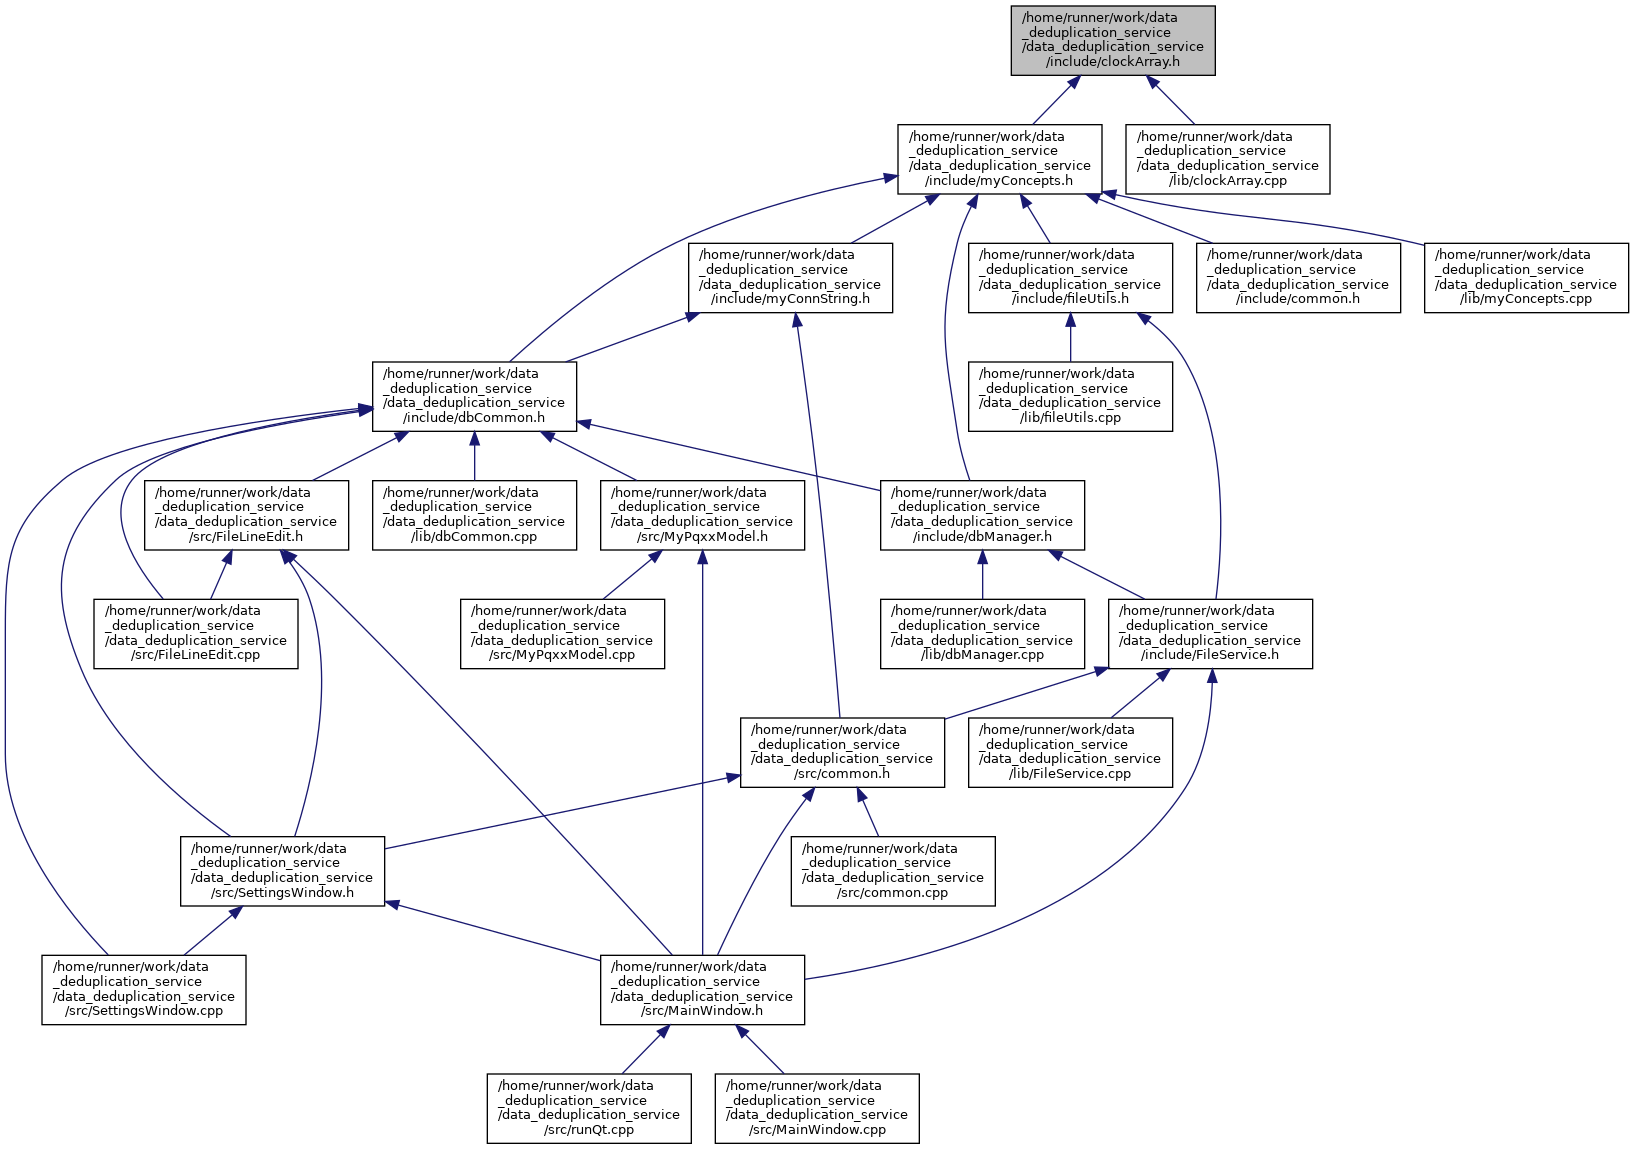 /home/runner/work/data
_deduplication_service
/data_deduplication_service
/include/clockArray.h
/home/runner/work/data
_deduplication_service
/data_deduplication_service
/include/myConcepts.h
/home/runner/work/data
_deduplication_service
/data_deduplication_service
/lib/clockArray.cpp
/home/runner/work/data
_deduplication_service
/data_deduplication_service
/include/myConnString.h
/home/runner/work/data
_deduplication_service
/data_deduplication_service
/include/fileUtils.h
/home/runner/work/data
_deduplication_service
/data_deduplication_service
/include/common.h
/home/runner/work/data
_deduplication_service
/data_deduplication_service
/lib/myConcepts.cpp
/home/runner/work/data
_deduplication_service
/data_deduplication_service
/include/dbCommon.h
/home/runner/work/data
_deduplication_service
/data_deduplication_service
/lib/fileUtils.cpp
/home/runner/work/data
_deduplication_service
/data_deduplication_service
/src/FileLineEdit.h
/home/runner/work/data
_deduplication_service
/data_deduplication_service
/lib/dbCommon.cpp
/home/runner/work/data
_deduplication_service
/data_deduplication_service
/src/MyPqxxModel.h
/home/runner/work/data
_deduplication_service
/data_deduplication_service
/include/dbManager.h
/home/runner/work/data
_deduplication_service
/data_deduplication_service
/src/FileLineEdit.cpp
/home/runner/work/data
_deduplication_service
/data_deduplication_service
/src/MyPqxxModel.cpp
/home/runner/work/data
_deduplication_service
/data_deduplication_service
/lib/dbManager.cpp
/home/runner/work/data
_deduplication_service
/data_deduplication_service
/include/FileService.h
/home/runner/work/data
_deduplication_service
/data_deduplication_service
/src/common.h
/home/runner/work/data
_deduplication_service
/data_deduplication_service
/lib/FileService.cpp
/home/runner/work/data
_deduplication_service
/data_deduplication_service
/src/SettingsWindow.h
/home/runner/work/data
_deduplication_service
/data_deduplication_service
/src/common.cpp
/home/runner/work/data
_deduplication_service
/data_deduplication_service
/src/SettingsWindow.cpp
/home/runner/work/data
_deduplication_service
/data_deduplication_service
/src/MainWindow.h
/home/runner/work/data
_deduplication_service
/data_deduplication_service
/src/runQt.cpp
/home/runner/work/data
_deduplication_service
/data_deduplication_service
/src/MainWindow.cpp